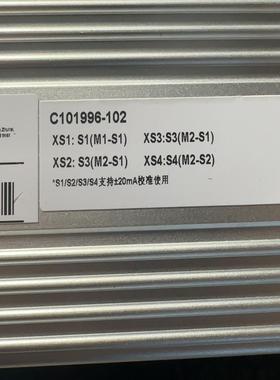 C101996-102
XS1: S1(M1-S1) XS3:S3(M2-S1)
XS2: S3(M2-S1) XS4:S4(M2-S2)
*S1/S2/S3/S4支持±20mA校准使用